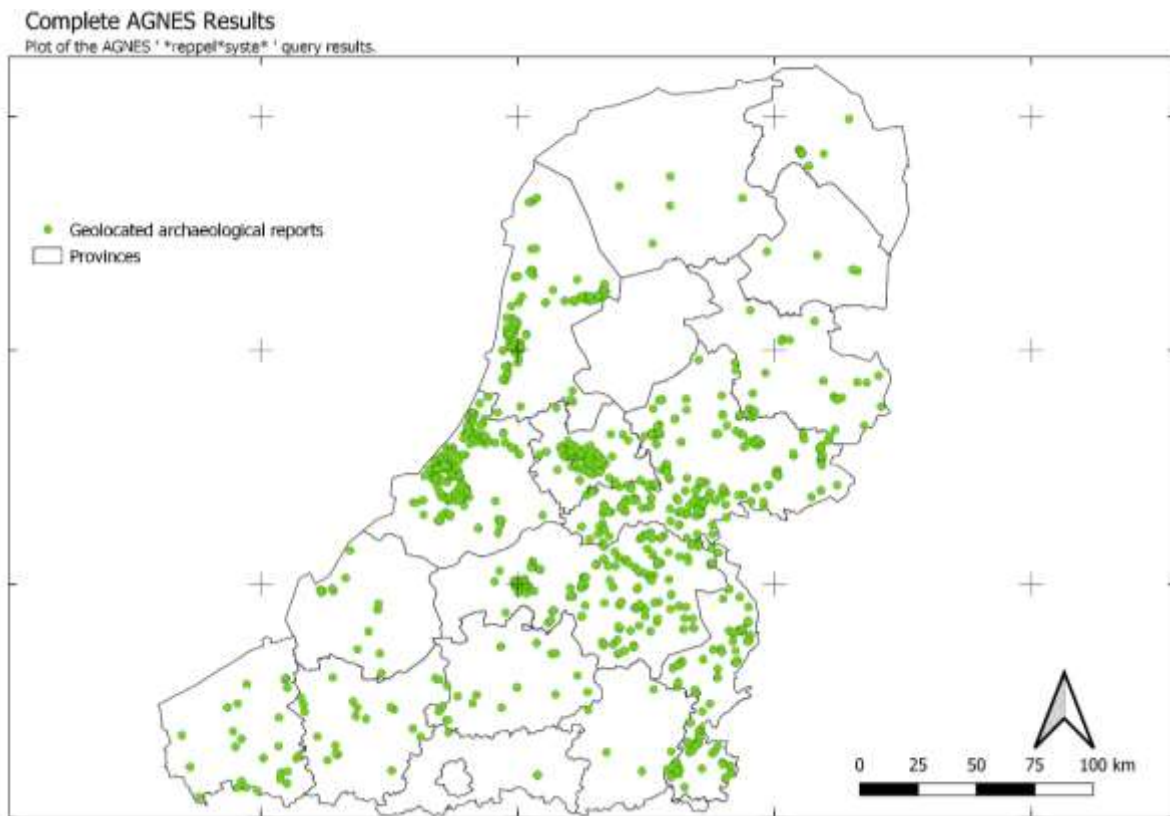 Complete AGNES Results
Plot of the AGNES ' *reppel*syste* ' query results.
Geolocated archaeological reports
Provinces
0 25 50 75 100 km